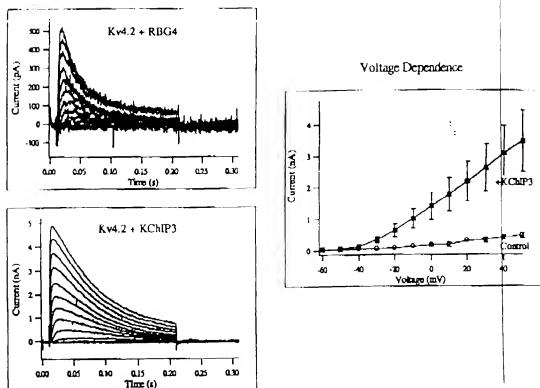 Kv4.2 + RBG4
Current (pA)
500
400
300
200
100
0
-100
0.00 0.05 0.10 0.15 0.20 0.25 0.30
Time (s)
Kv4.2 + KChIP3
Current (nA)
5
4
3
2
1
0
0.00 0.05 0.10 0.15 0.20 0.25 0.30
Time (s)
Voltage Dependence
Current (nA)
4
3
2
1
0
+KChIP3
Control
-60 -40 -20 0 20 40
Voltage (mV)